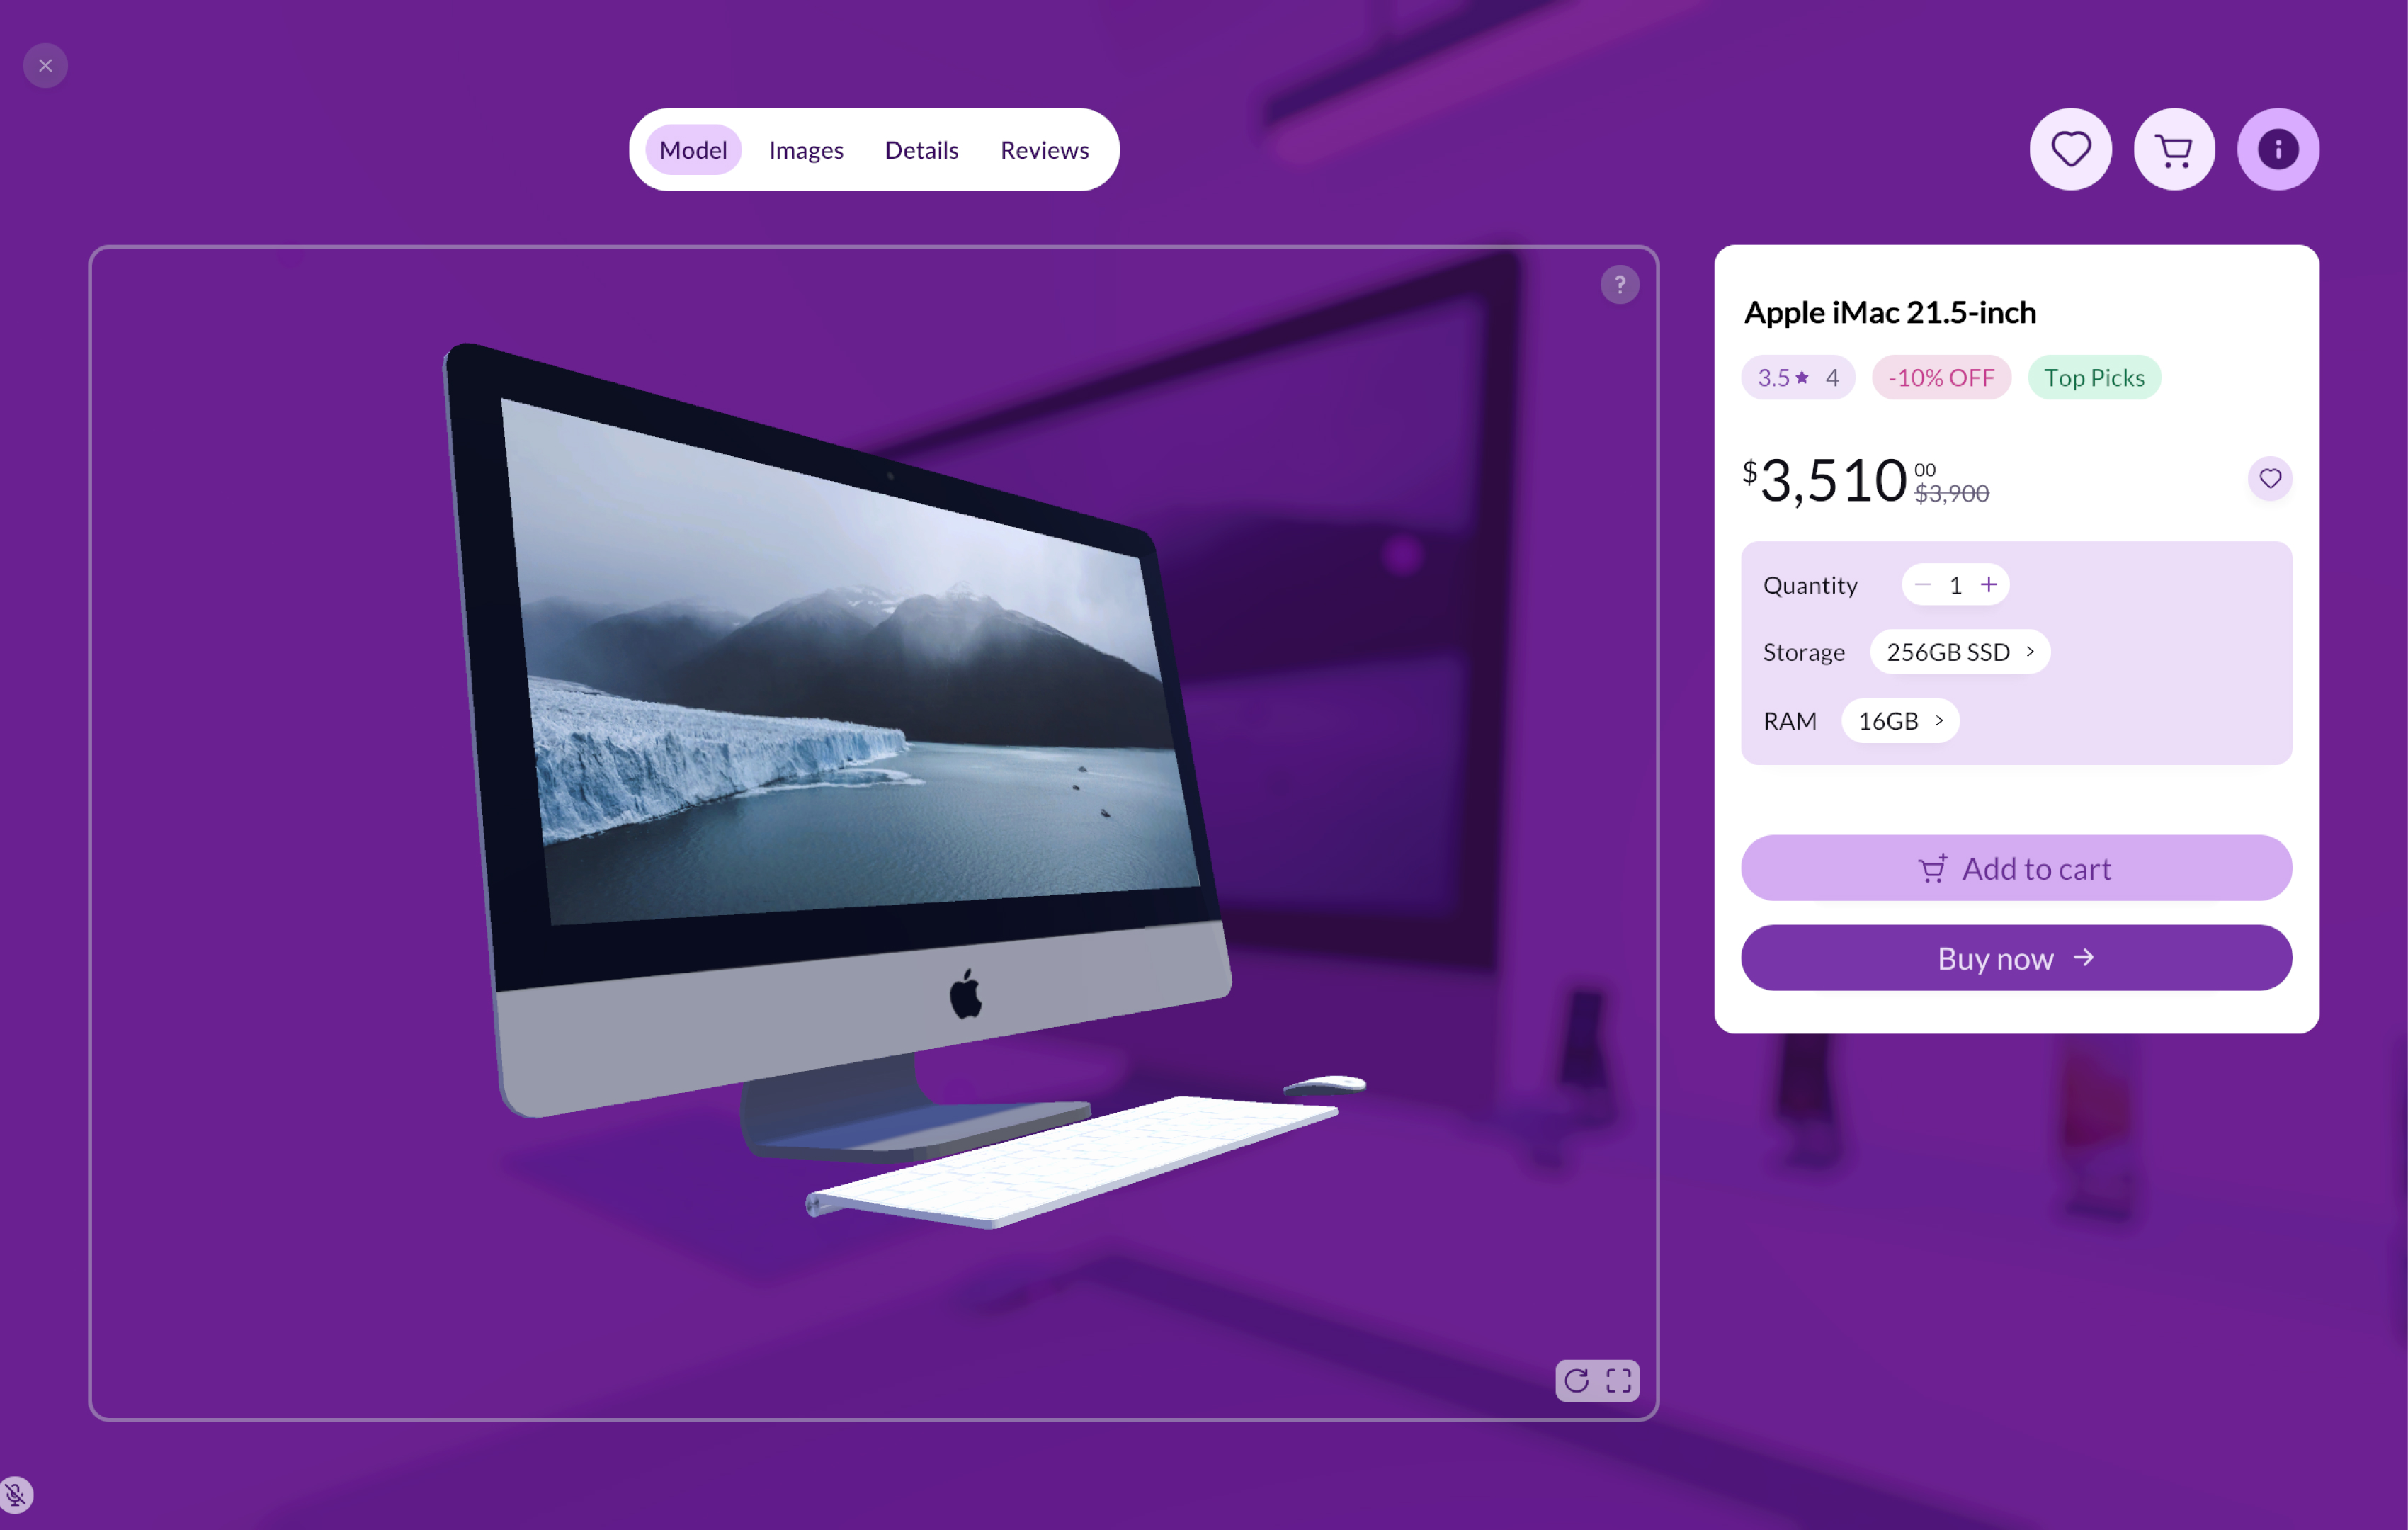 Model Images Details Reviews
?
Apple iMac 21.5-inch
3.5★ 4 -10% OFF Top Picks
$3,510 00
$3,900
Quantity − 1 +
Storage 256GB SSD >
RAM 16GB >
Add to cart
Buy now →